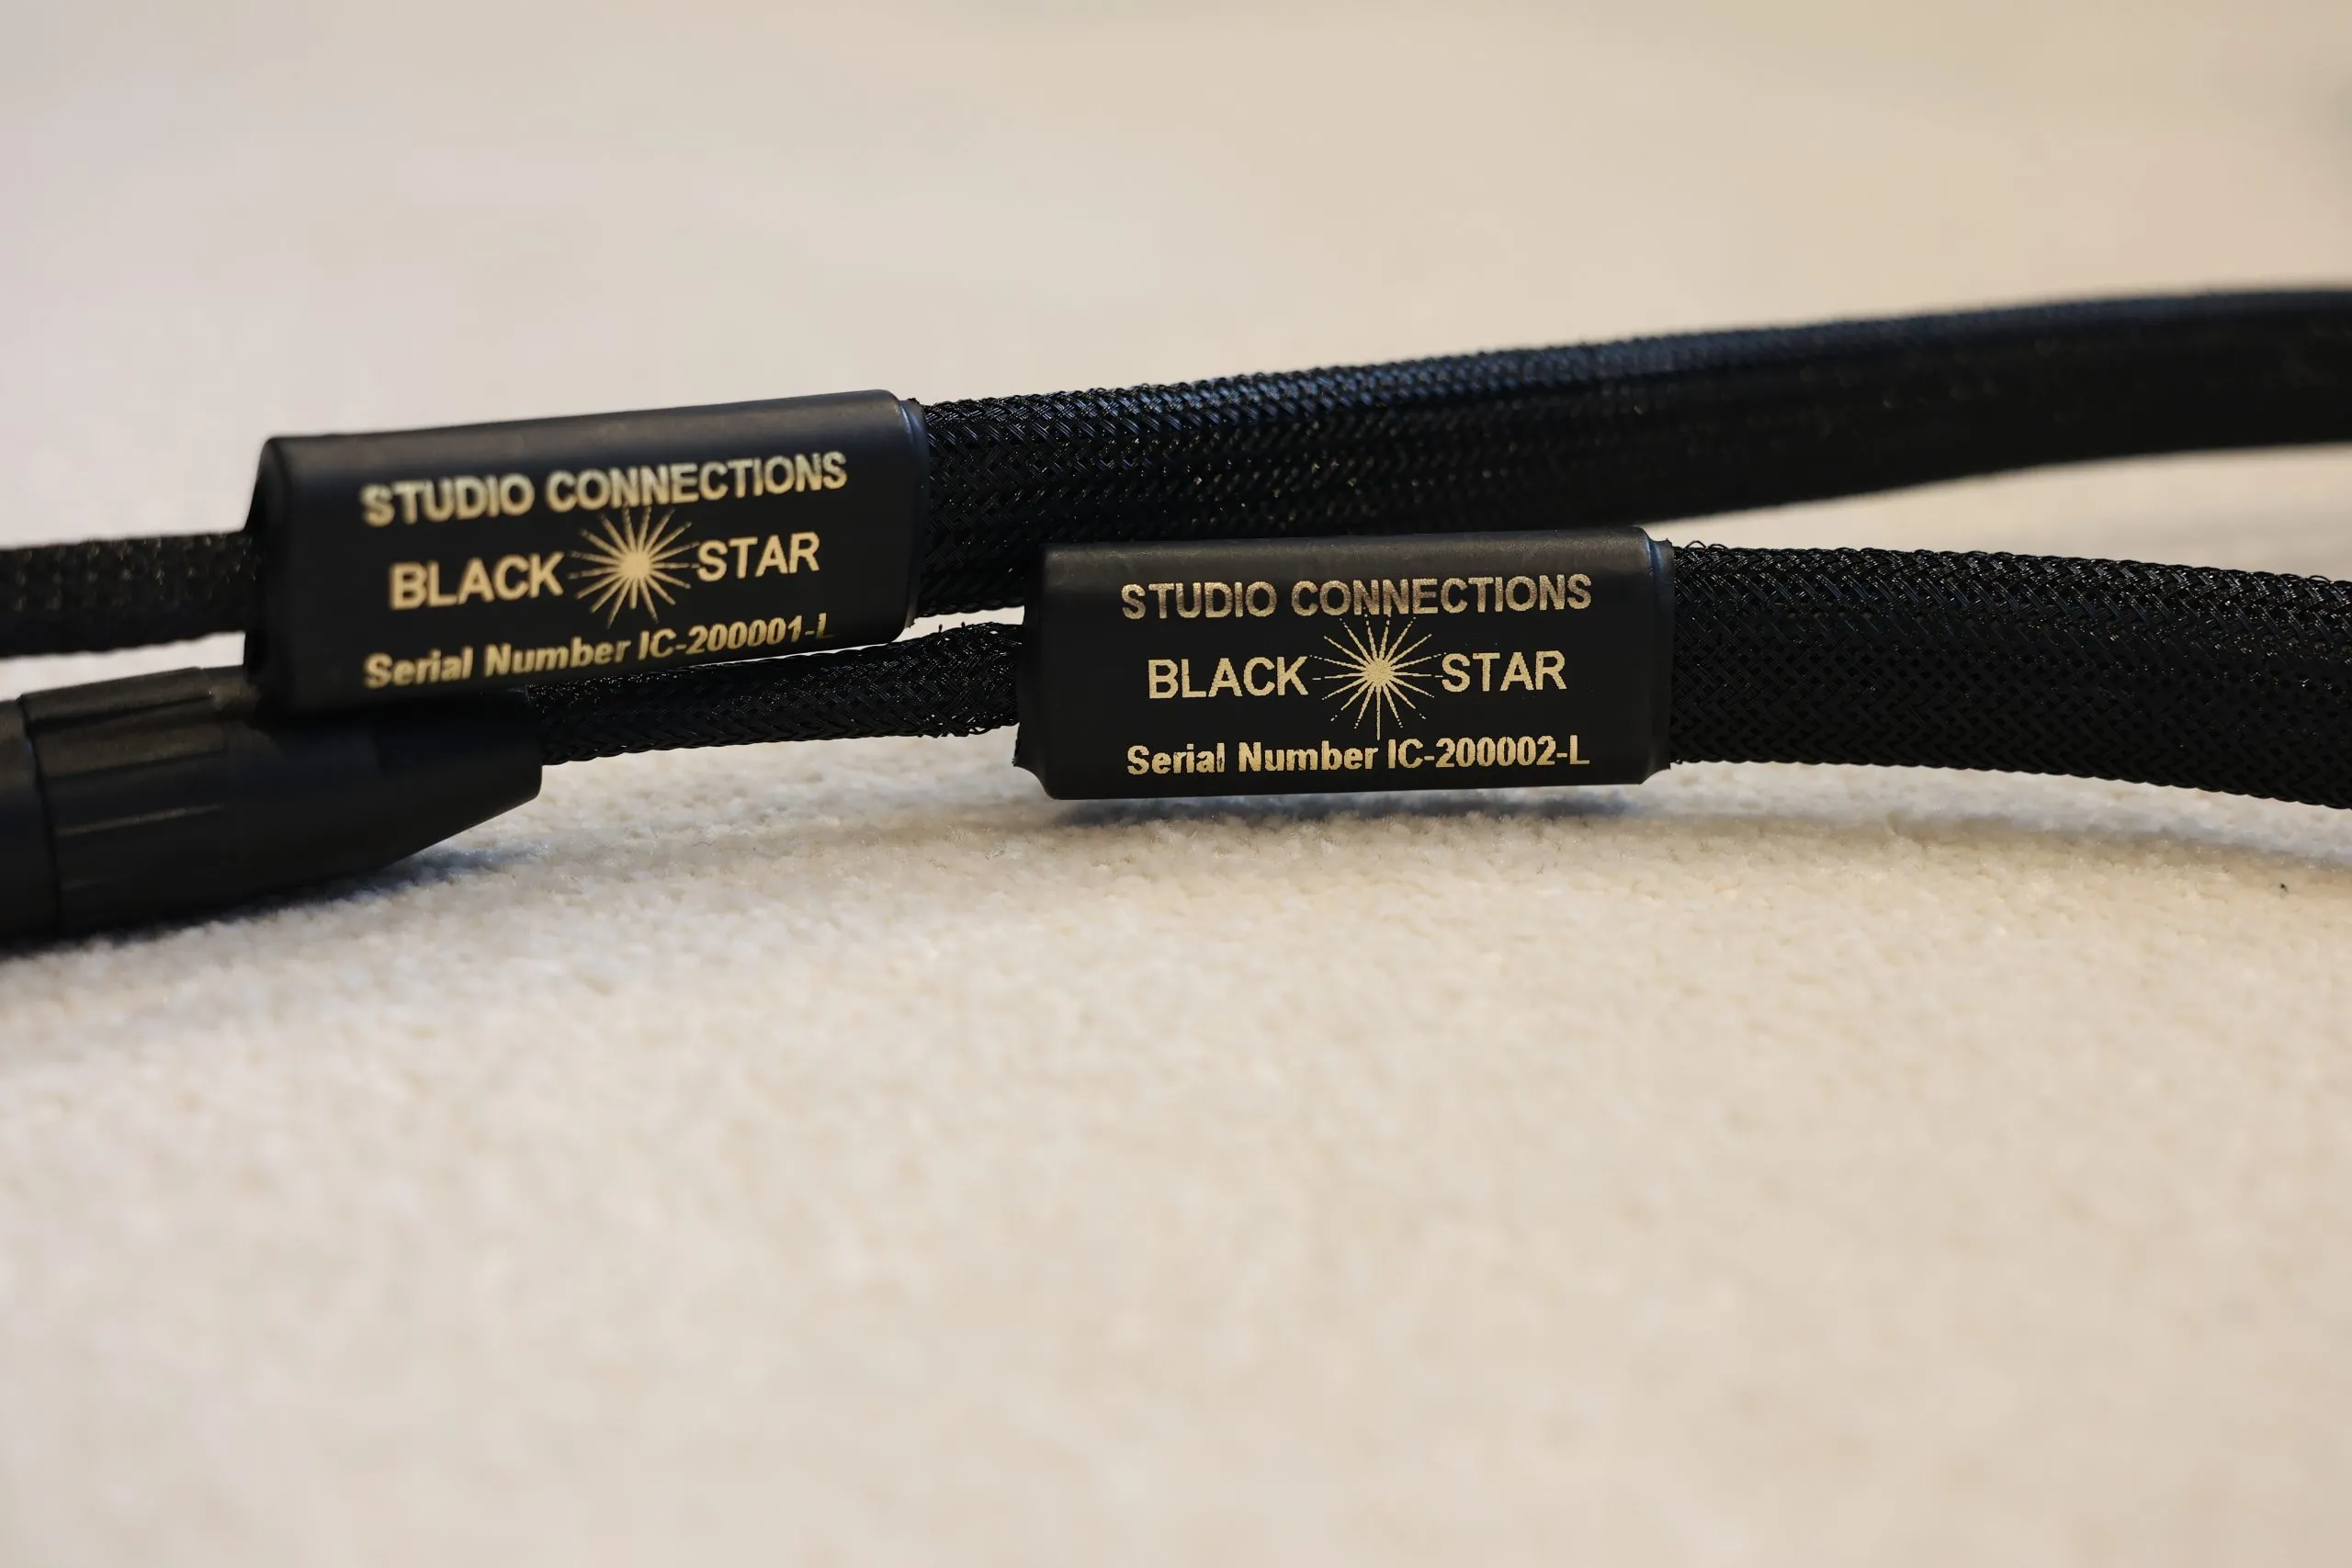 STUDIO CONNECTIONS
BLACK STAR
Serial Number IC-200001-L
STUDIO CONNECTIONS
BLACK STAR
Serial Number IC-200002-L